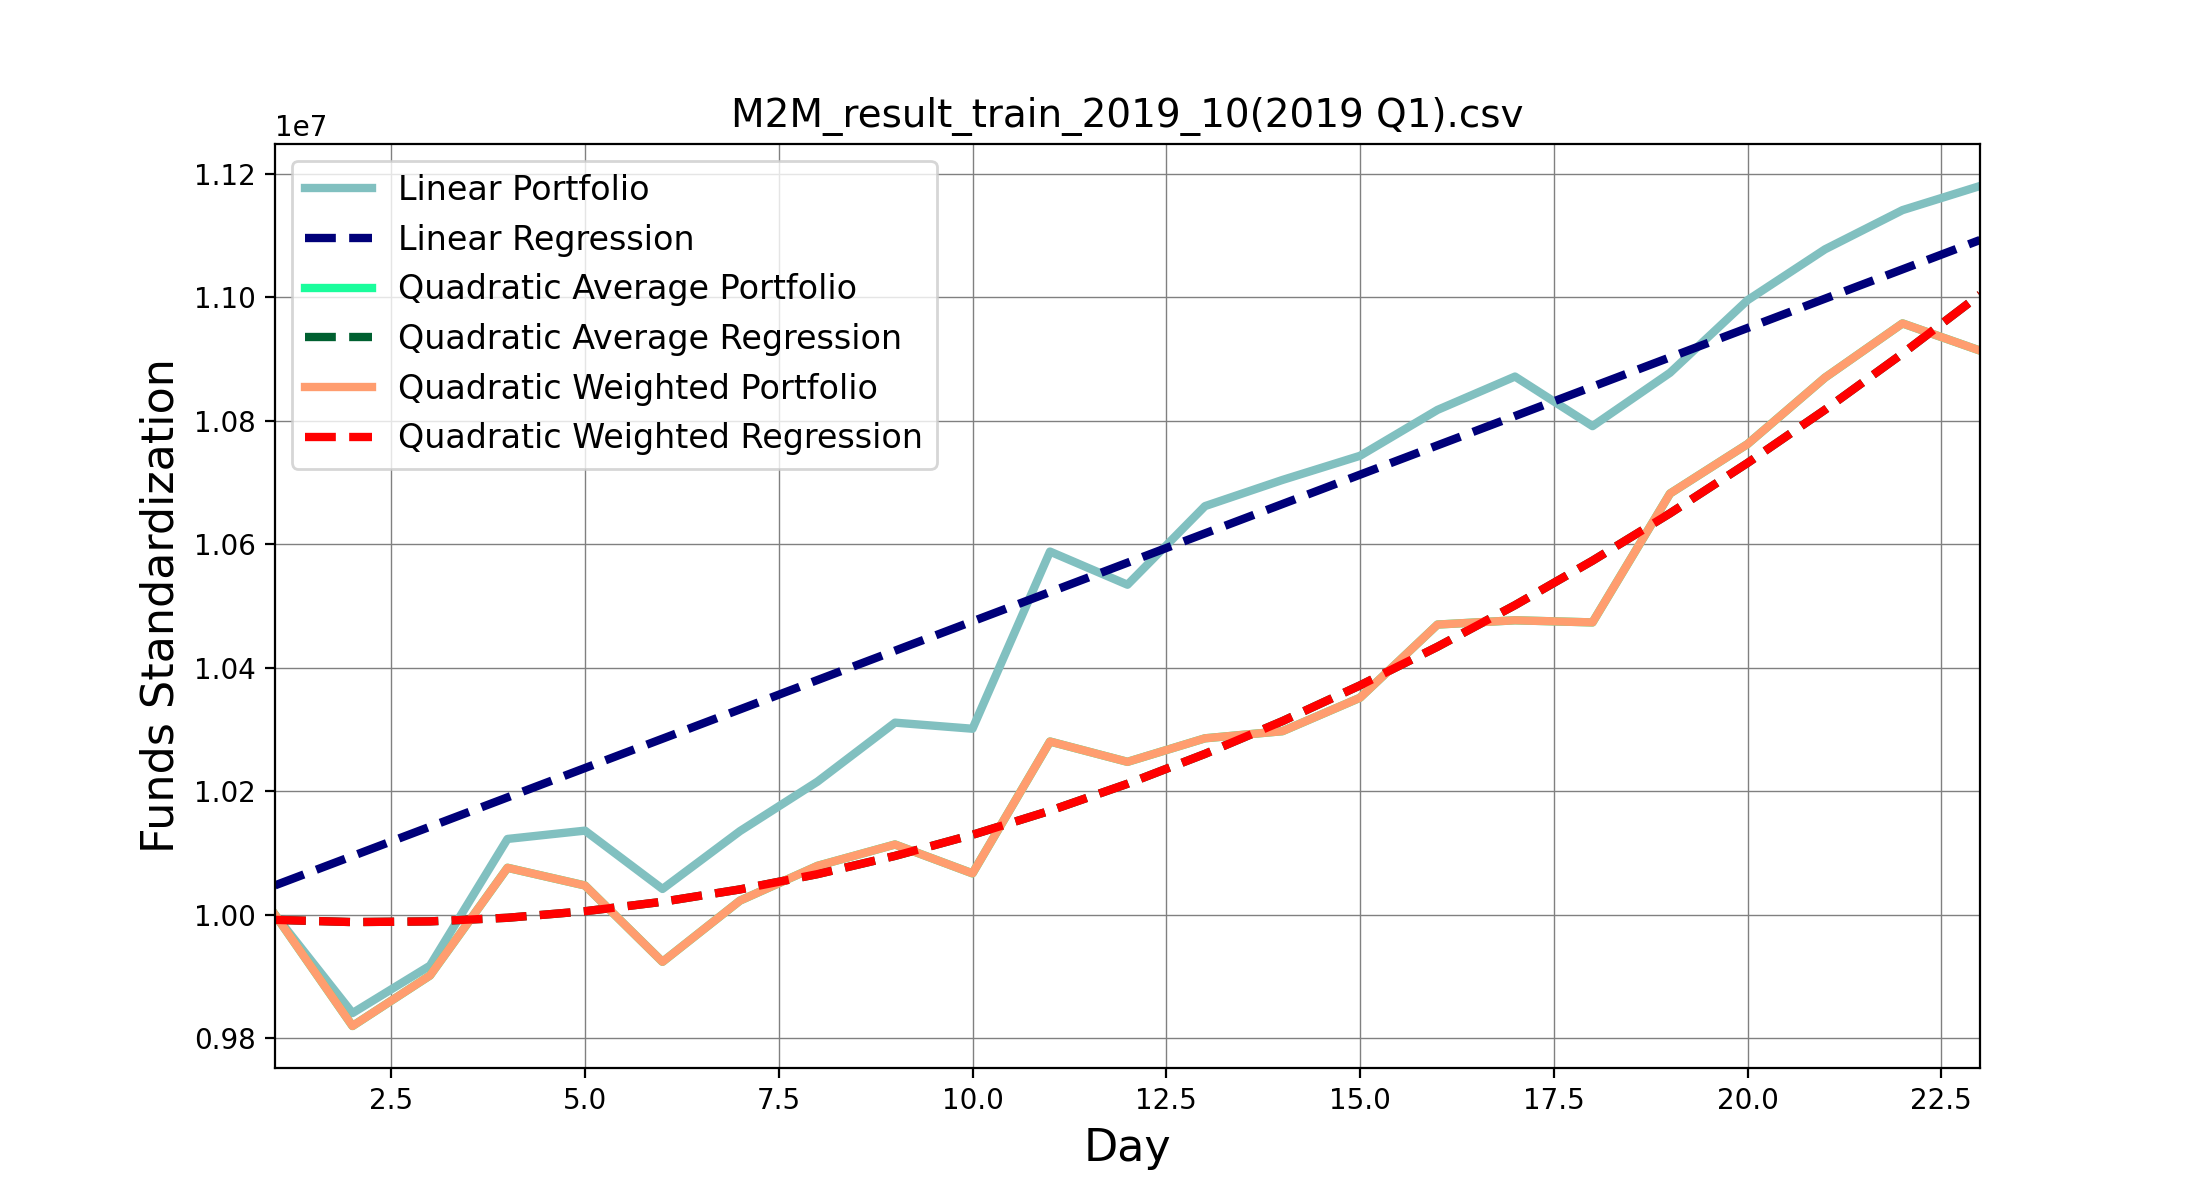 M2M_result_train_2019_10(2019 Q1).csv
1e7
1.12
1.10
1.08
1.06
1.04
1.02
1.00
0.98
Funds Standardization
Linear Portfolio
Linear Regression
Quadratic Average Portfolio
Quadratic Average Regression
Quadratic Weighted Portfolio
Quadratic Weighted Regression
2.5 5.0 7.5 10.0 12.5 15.0 17.5 20.0 22.5
Day